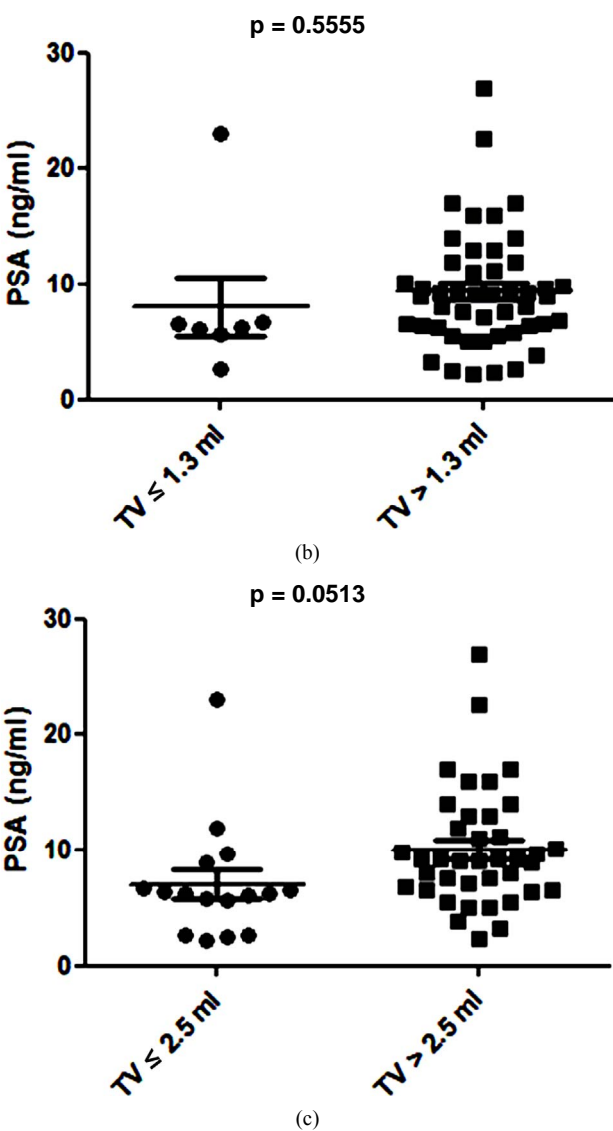 p = 0.5555
30
20
10
0
PSA (ng/ml)
TV ≤ 1.3 ml
TV > 1.3 ml
(b)
p = 0.0513
30
20
10
0
PSA (ng/ml)
TV ≤ 2.5 ml
TV > 2.5 ml
(c)